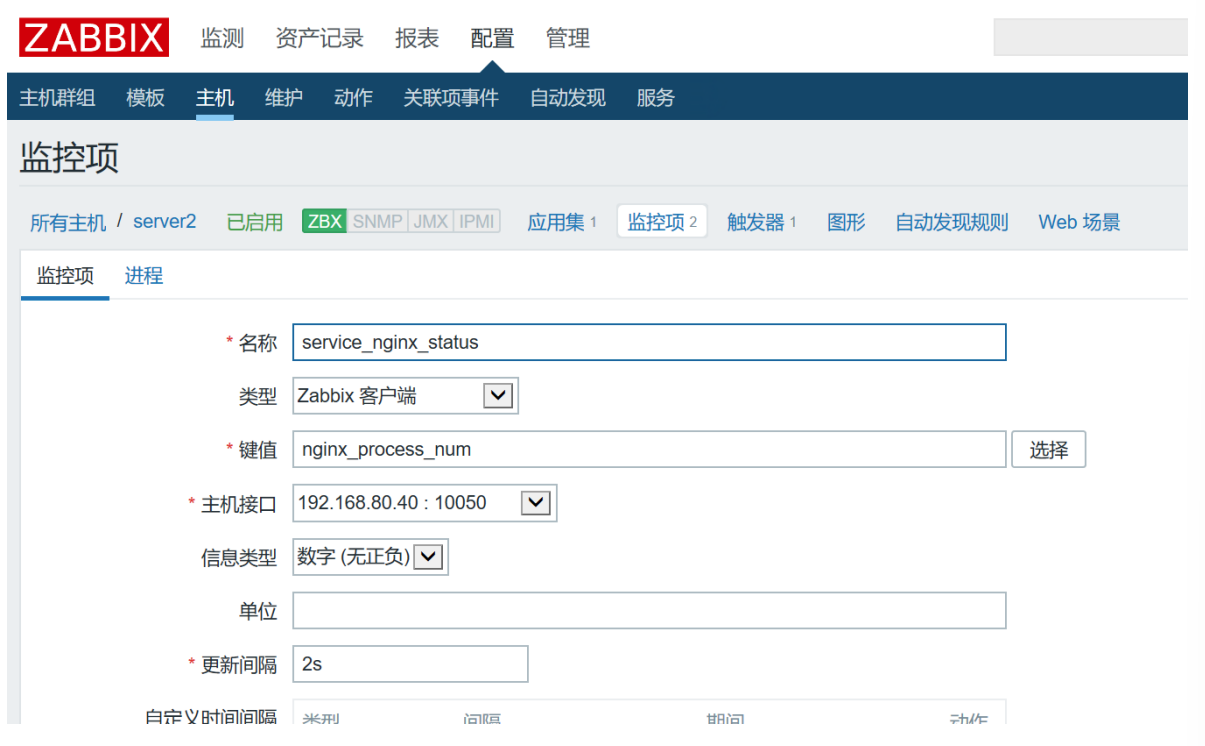 ZABBIX 监测 资产记录 报表 配置 管理
主机群组 模板 主机 维护 动作 关联项事件 自动发现 服务
监控项
所有主机 / server2 已启用 ZBX SNMP JMX IPMI 应用集 1 监控项 2 触发器 1 图形 自动发现规则 Web 场景
监控项 进程
* 名称 service_nginx_status
类型 Zabbix 客户端
* 键值 nginx_process_num 选择
* 主机接口 192.168.80.40 : 10050
信息类型 数字 (无正负)
单位
* 更新间隔 2s
自定义时间间隔 类型 间隔 期间 动作